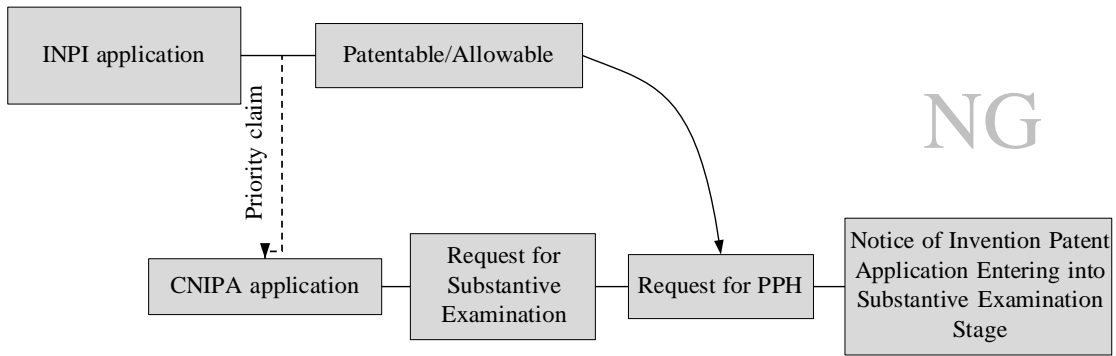 INPI application
Patentable/Allowable
NG
Priority claim
CNIPA application
Request for
Substantive
Examination
Request for PPH
Notice of Invention Patent
Application Entering into
Substantive Examination
Stage